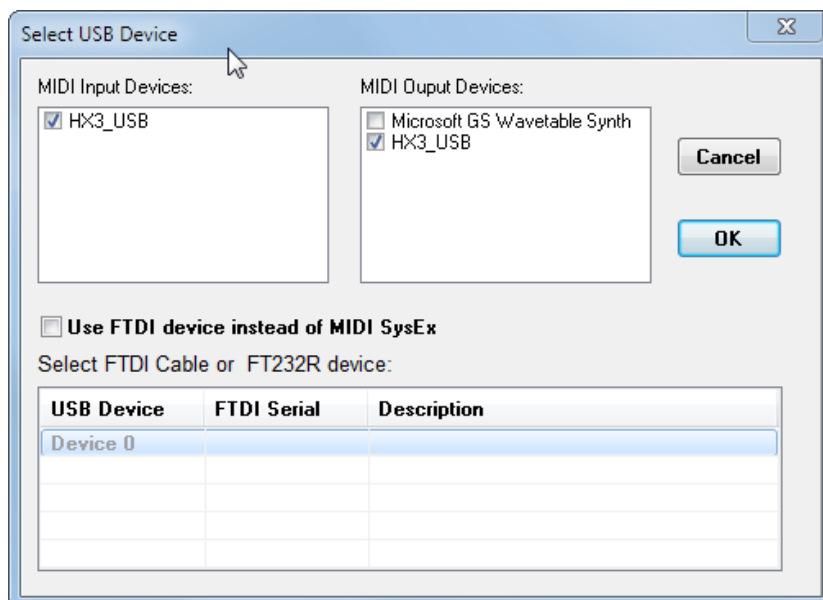 Select USB Device
MIDI Input Devices:
MIDI Ouput Devices:
HX3_USB
Microsoft GS Wavetable Synth
HX3_USB
Cancel
OK
Use FTDI device instead of MIDI SysEx
Select FTDI Cable or FT232R device:
USB Device FTDI Serial Description
Device 0